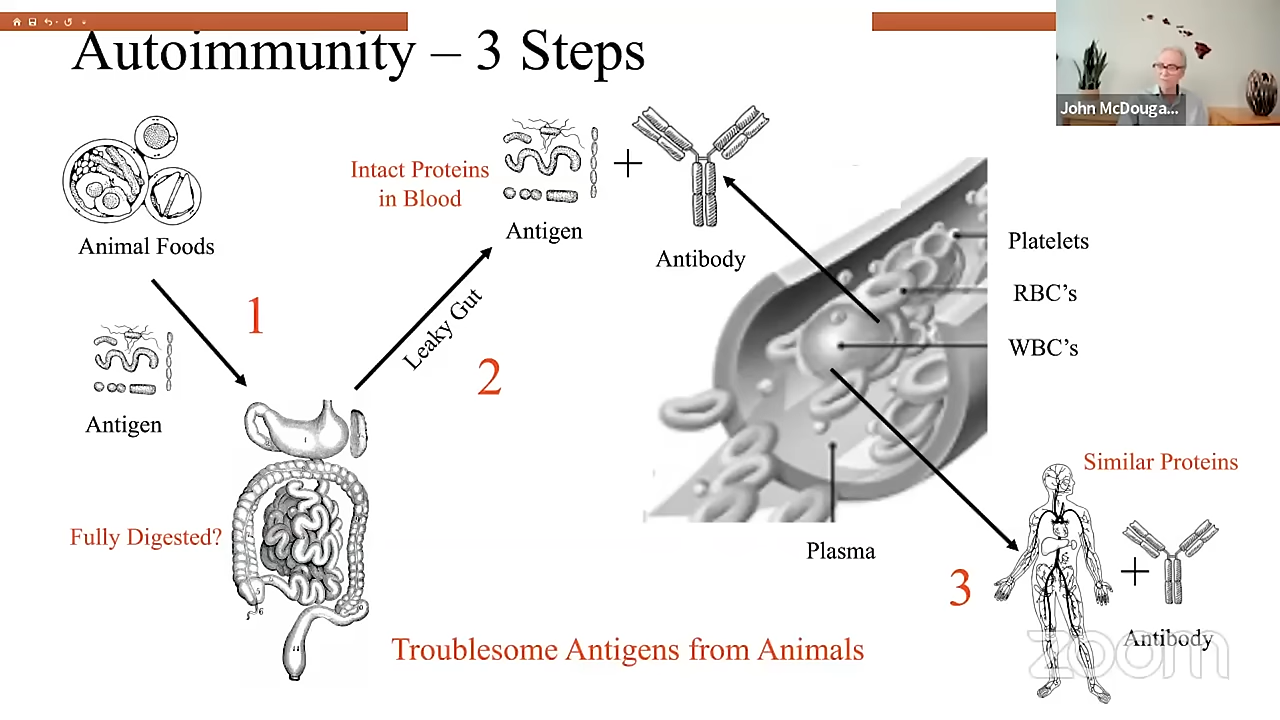 Autoimmunity – 3 Steps
John McDouga...
Intact Proteins
in Blood
Antigen
+
Antibody
Animal Foods
1
Leaky Gut
2
Antigen
Fully Digested?
Platelets
RBC's
WBC's
Plasma
Similar Proteins
3
+
Antibody
Troublesome Antigens from Animals
zoom